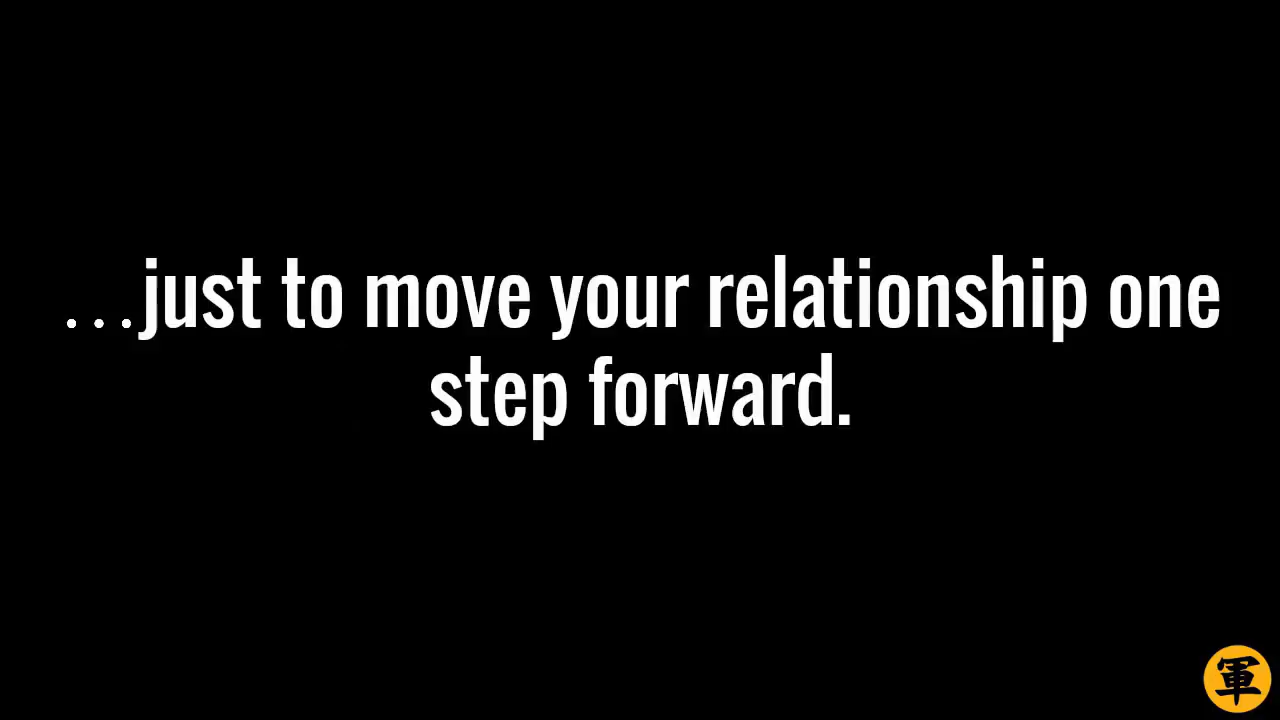 ...just to move your relationship one
step forward.
軍